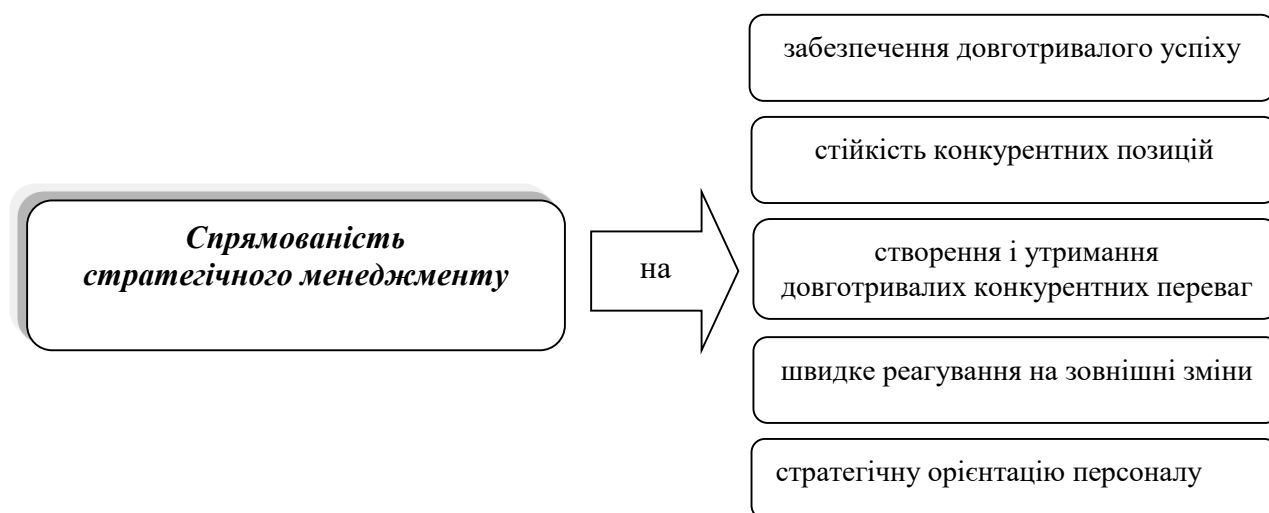 Спрямованість
стратегічного менеджменту
на
забезпечення довготривалого успіху
стійкість конкурентних позицій
створення і утримання
довготривалих конкурентних переваг
швидке реагування на зовнішні зміни
стратегічну орієнтацію персоналу